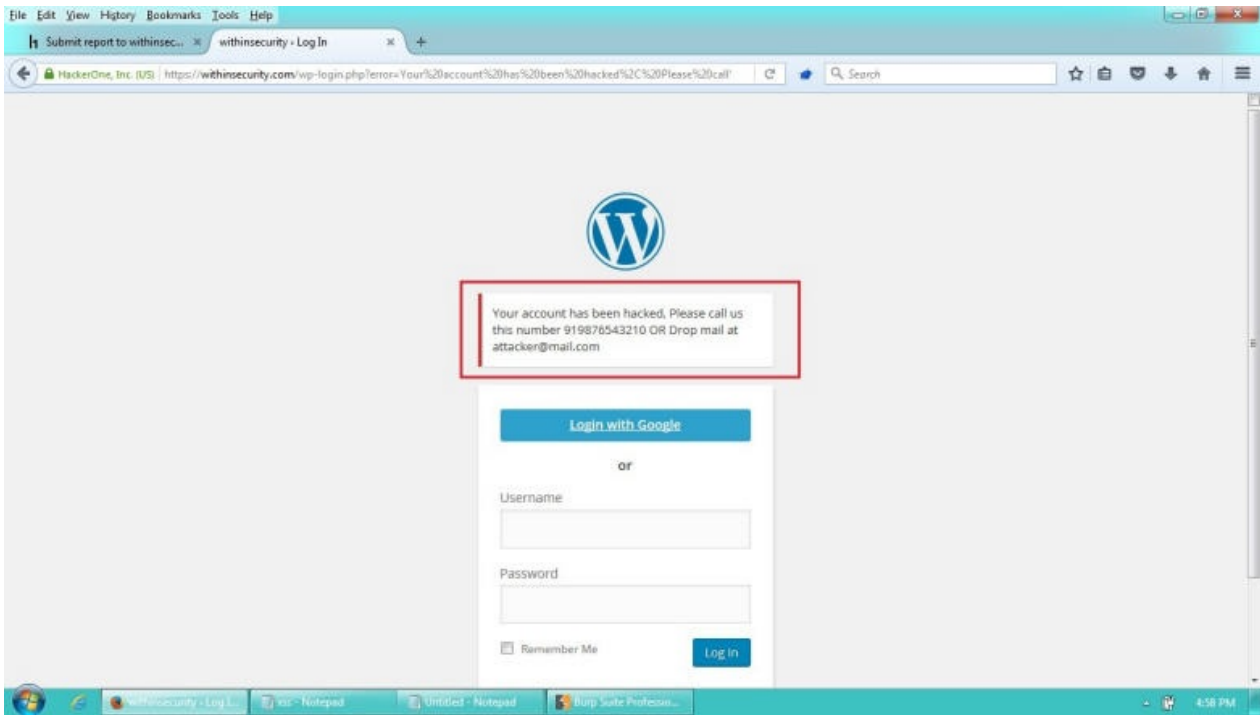 File Edit View History Bookmarks Tools Help
Submit report to withinsec... × withinsecurity › Log In × +
HackerOne, Inc. (US) https://withinsecurity.com/wp-login.php?error=Your%20account%20has%20been%20hacked%2C%20Please%20call' Search
W
Your account has been hacked, Please call us
this number 919876543210 OR Drop mail at
attacker@mail.com
Login with Google
or
Username
Password
Remember Me
Log In
withinsecurity › Log I... - Notepad Untitled - Notepad Burp Suite Professio... 4:58 PM